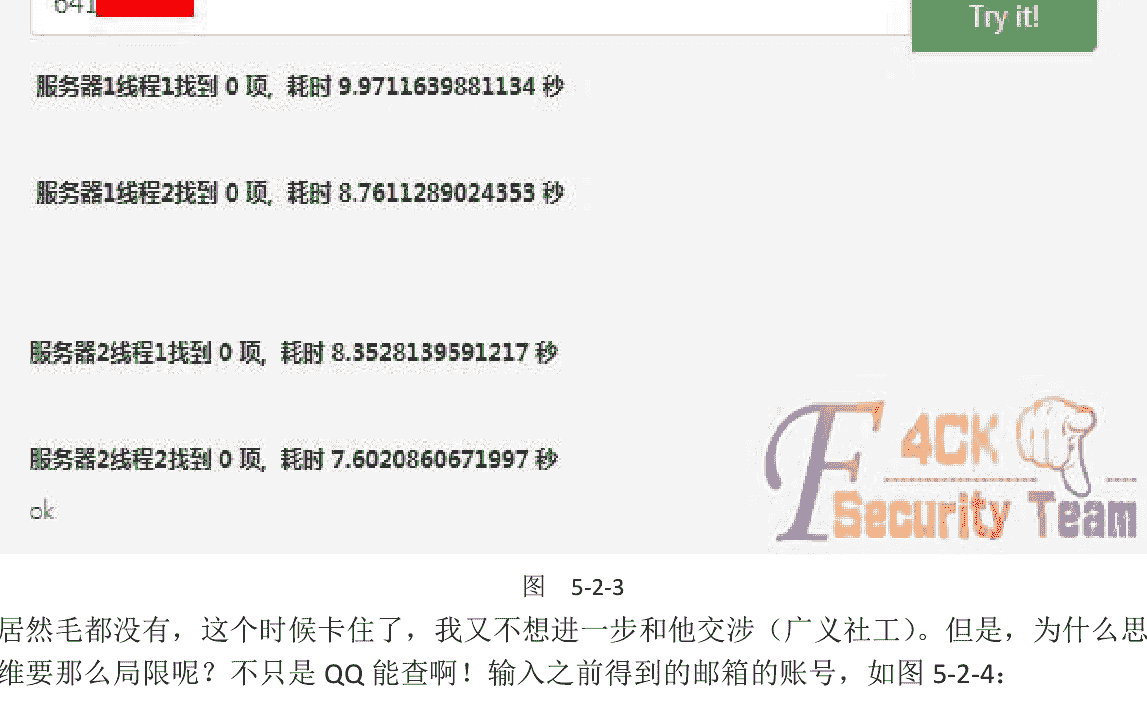 641
Try it!
服务器1线程1找到 0 项, 耗时 9.9711639881134 秒
服务器1线程2找到 0 项, 耗时 8.7611289024353 秒
服务器2线程1找到 0 项, 耗时 8.3528139591217 秒
服务器2线程2找到 0 项, 耗时 7.6020860671997 秒
ok
F4CK
Security Team
图 5-2-3
居然毛都没有，这个时候卡住了，我又不想进一步和他交涉（广义社工）。但是，为什么思
维要那么局限呢？不只是 QQ 能查啊！输入之前得到的邮箱的账号，如图 5-2-4：